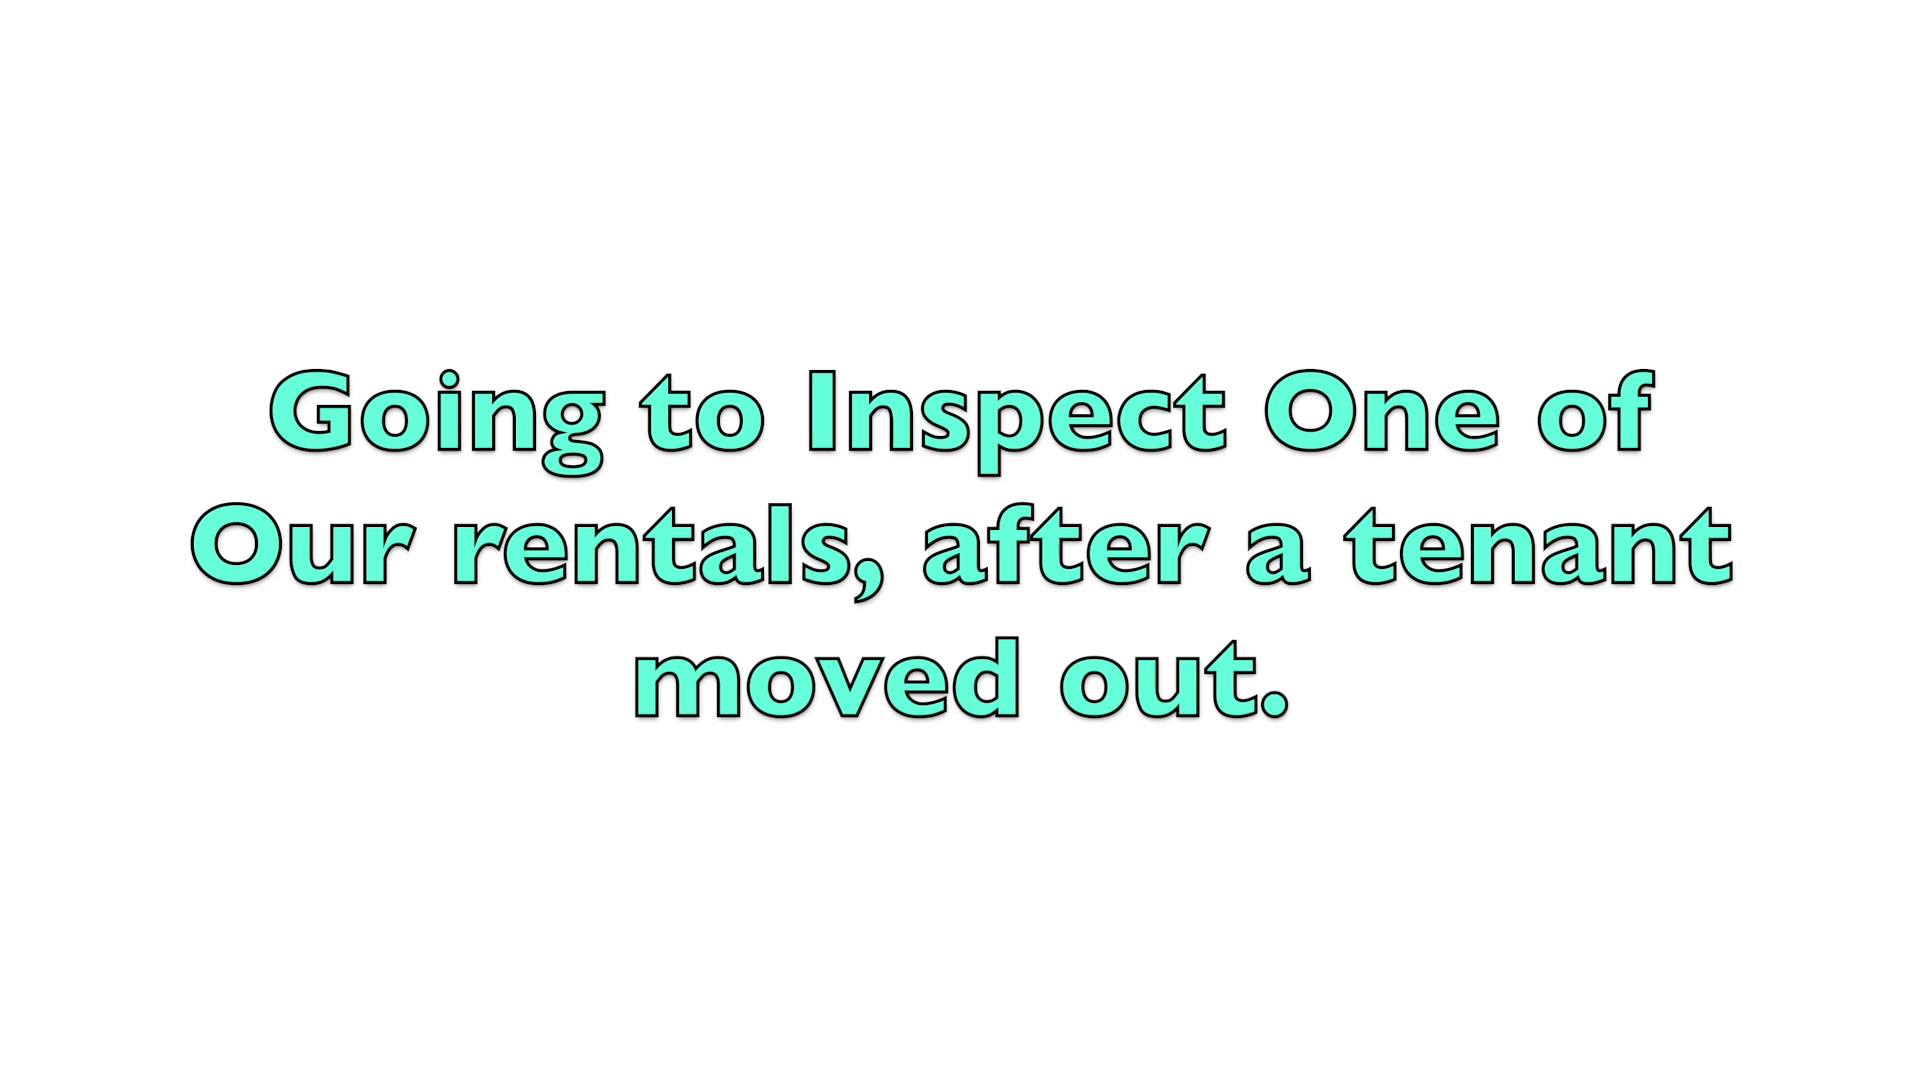 Going to Inspect One of
Our rentals, after a tenant
moved out.